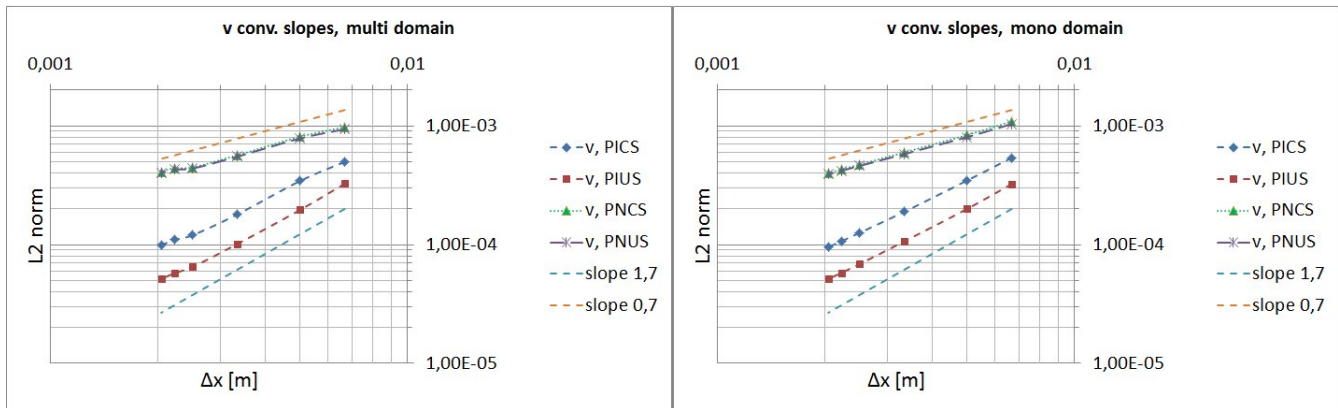 v conv. slopes, multi domain
0,001
0,01
1,00E-03
1,00E-04
1,00E-05
L2 norm
Δx [m]
v, PICS
v, PIUS
v, PNCS
v, PNUS
slope 1,7
slope 0,7
v conv. slopes, mono domain
0,001
0,01
1,00E-03
1,00E-04
1,00E-05
L2 norm
Δx [m]
v, PICS
v, PIUS
v, PNCS
v, PNUS
slope 1,7
slope 0,7